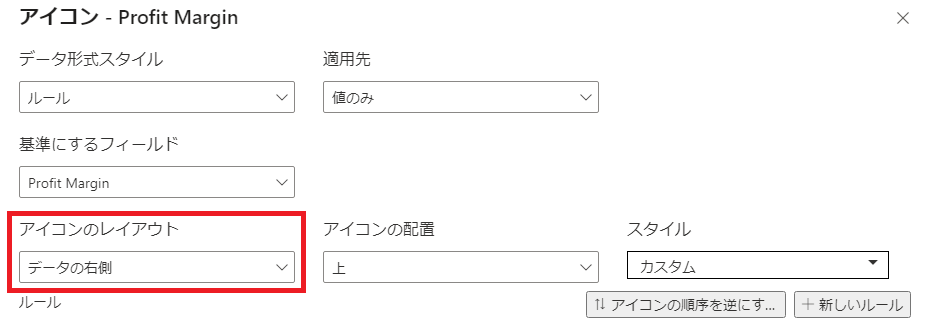 アイコン - Profit Margin
データ形式スタイル 適用先
ルール 値のみ
基準にするフィールド
Profit Margin
アイコンのレイアウト アイコンの配置 スタイル
データの右側 上 カスタム
ルール アイコンの順序を逆にす... 新しいルール